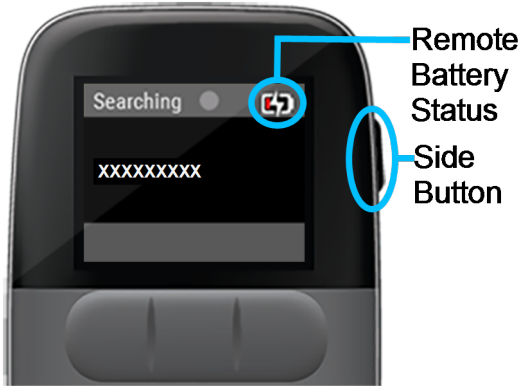 Remote
Battery
Status
Searching
xxxxxxxxx
Side
Button